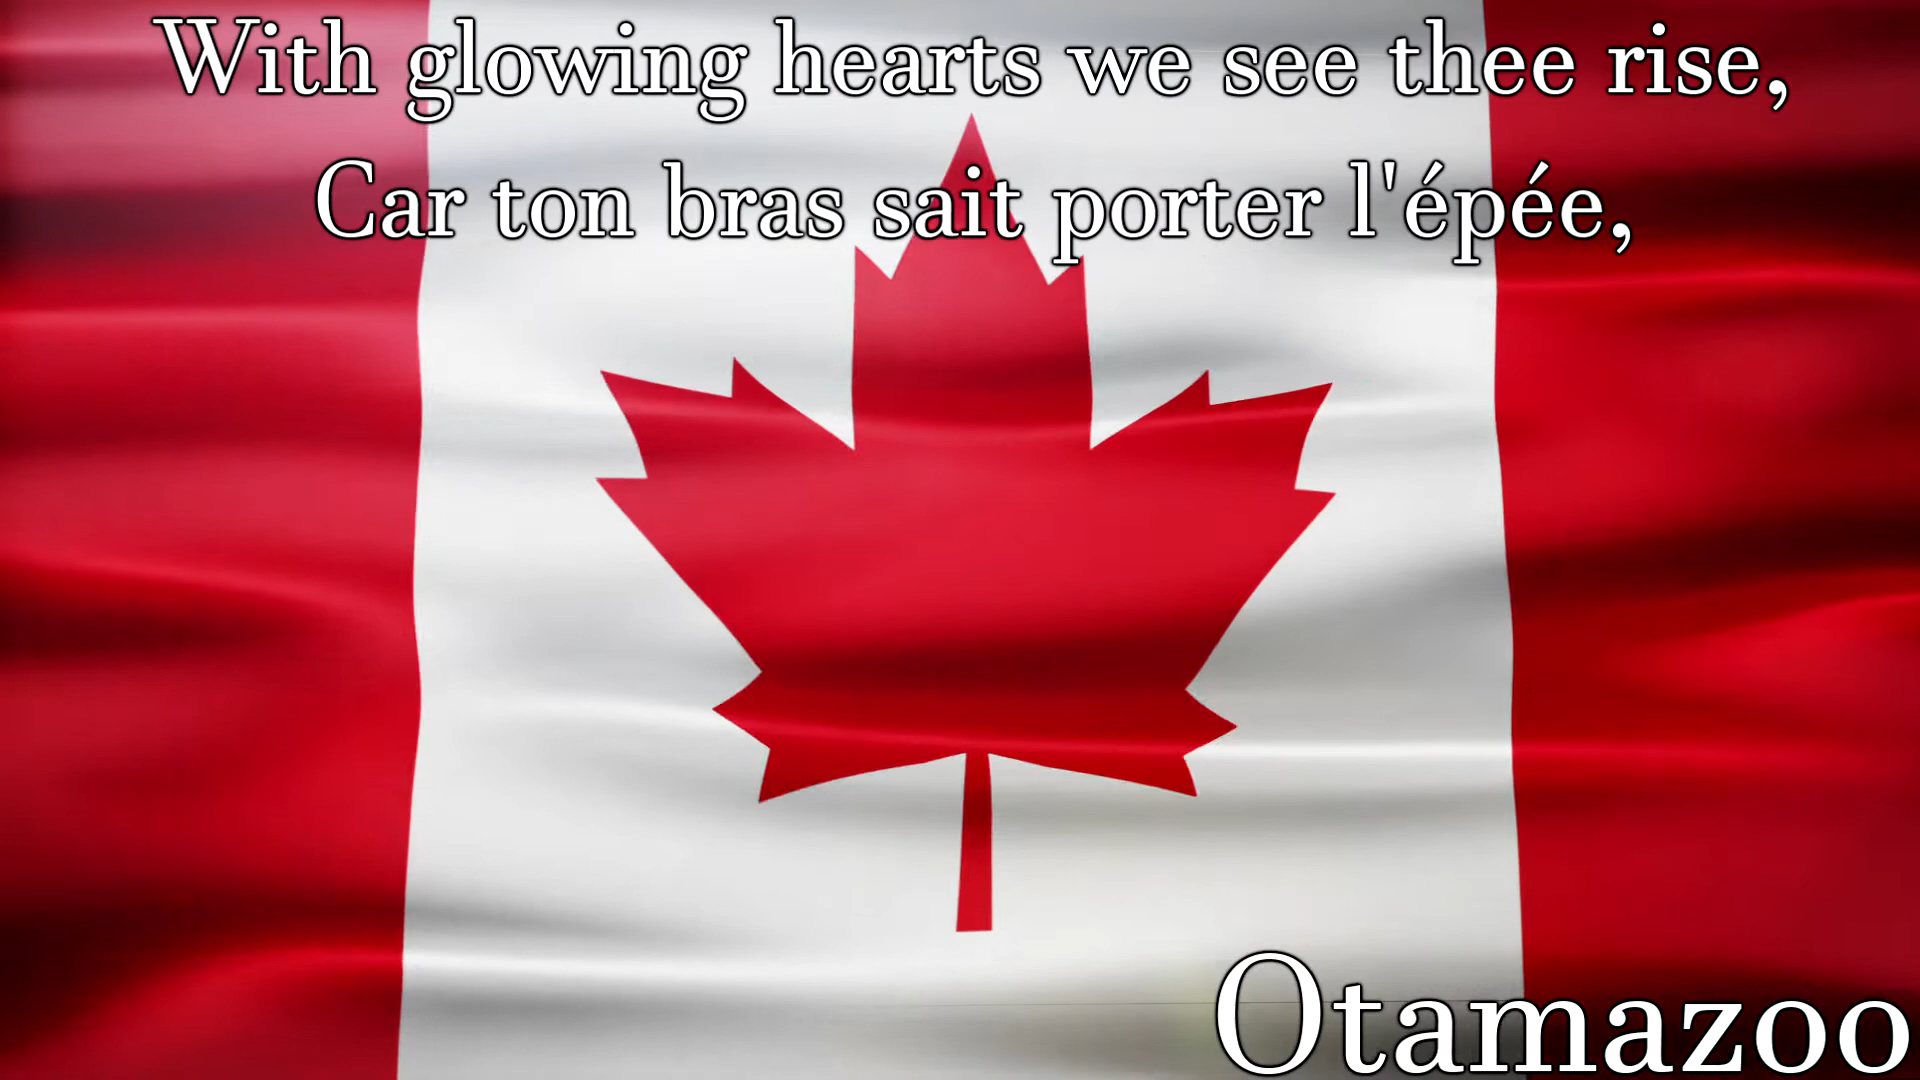 With glowing hearts we see thee rise,
Car ton bras sait porter l'épée,
Otamazoo